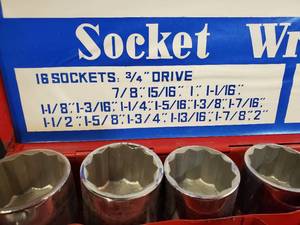 Socket Wr
16 SOCKETS: 3/4" DRIVE
7/8", 15/16", 1", 1-1/16",
1-1/8", 1-3/16", 1-1/4", 1-5/16", 1-3/8", 1-7/16",
1-1/2", 1-5/8", 1-3/4", 1-13/16", 1-7/8", 2"